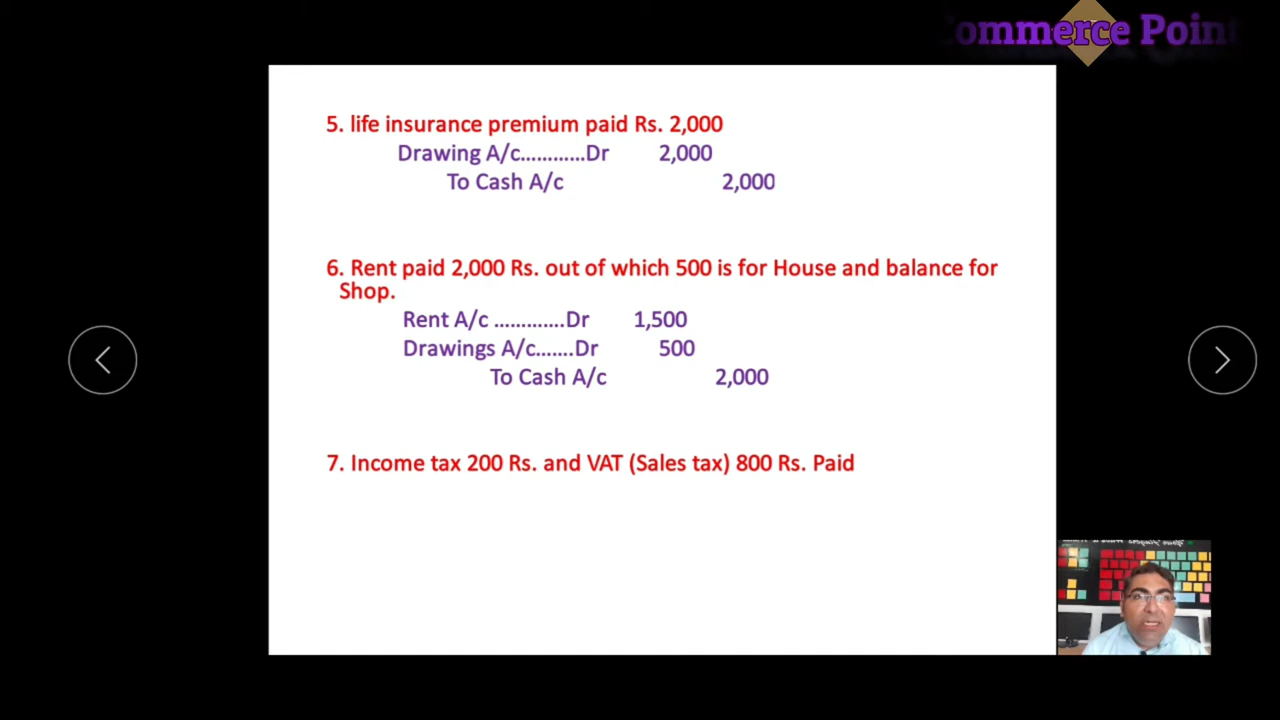 Commerce Point
5. life insurance premium paid Rs. 2,000
Drawing A/c............Dr 2,000
To Cash A/c 2,000
6. Rent paid 2,000 Rs. out of which 500 is for House and balance for
Shop.
Rent A/c .............Dr 1,500
Drawings A/c.......Dr 500
To Cash A/c 2,000
7. Income tax 200 Rs. and VAT (Sales tax) 800 Rs. Paid